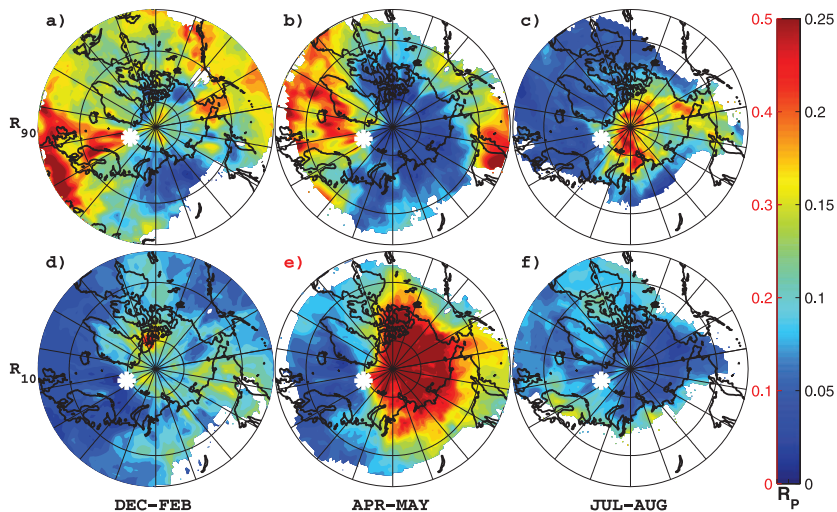 a)
b)
c)
R90
d)
e)
f)
R10
DEC-FEB
APR-MAY
JUL-AUG
0.5
0.4
0.3
0.2
0.1
0
0.25
0.2
0.15
0.1
0.05
0
RP